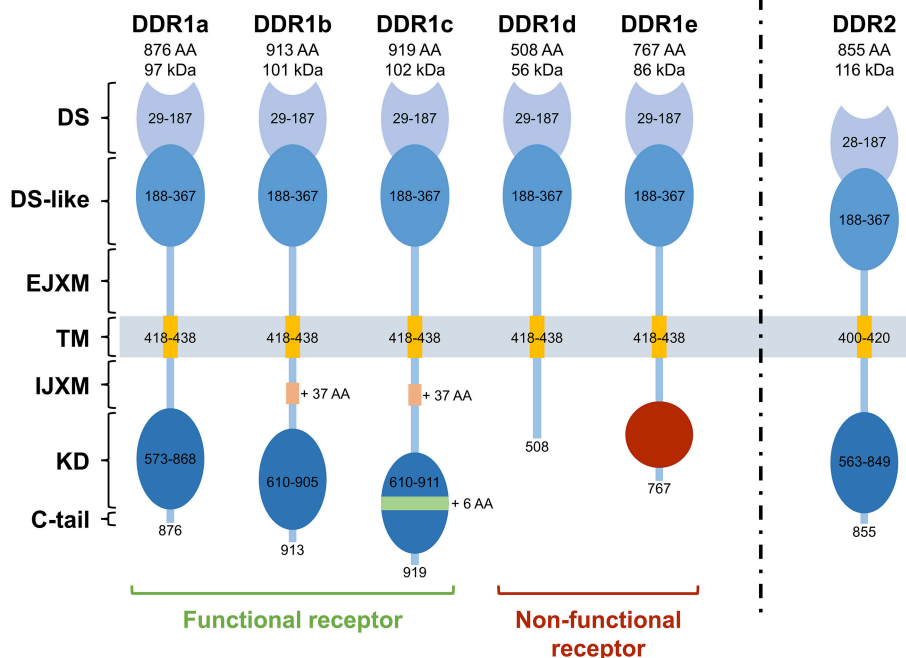 DDR1a DDR1b DDR1c DDR1d DDR1e DDR2
876 AA 913 AA 919 AA 508 AA 767 AA 855 AA
97 kDa 101 kDa 102 kDa 56 kDa 86 kDa 116 kDa
DS 29-187 29-187 29-187 29-187 29-187 28-187
DS-like 188-367 188-367 188-367 188-367 188-367 188-367
EJXM
TM 418-438 418-438 418-438 418-438 418-438 400-420
IJXM + 37 AA + 37 AA
KD 573-868 610-905 610-911 508 563-849
+ 6 AA 767
C-tail 876 913 919 855
Functional receptor Non-functional
receptor